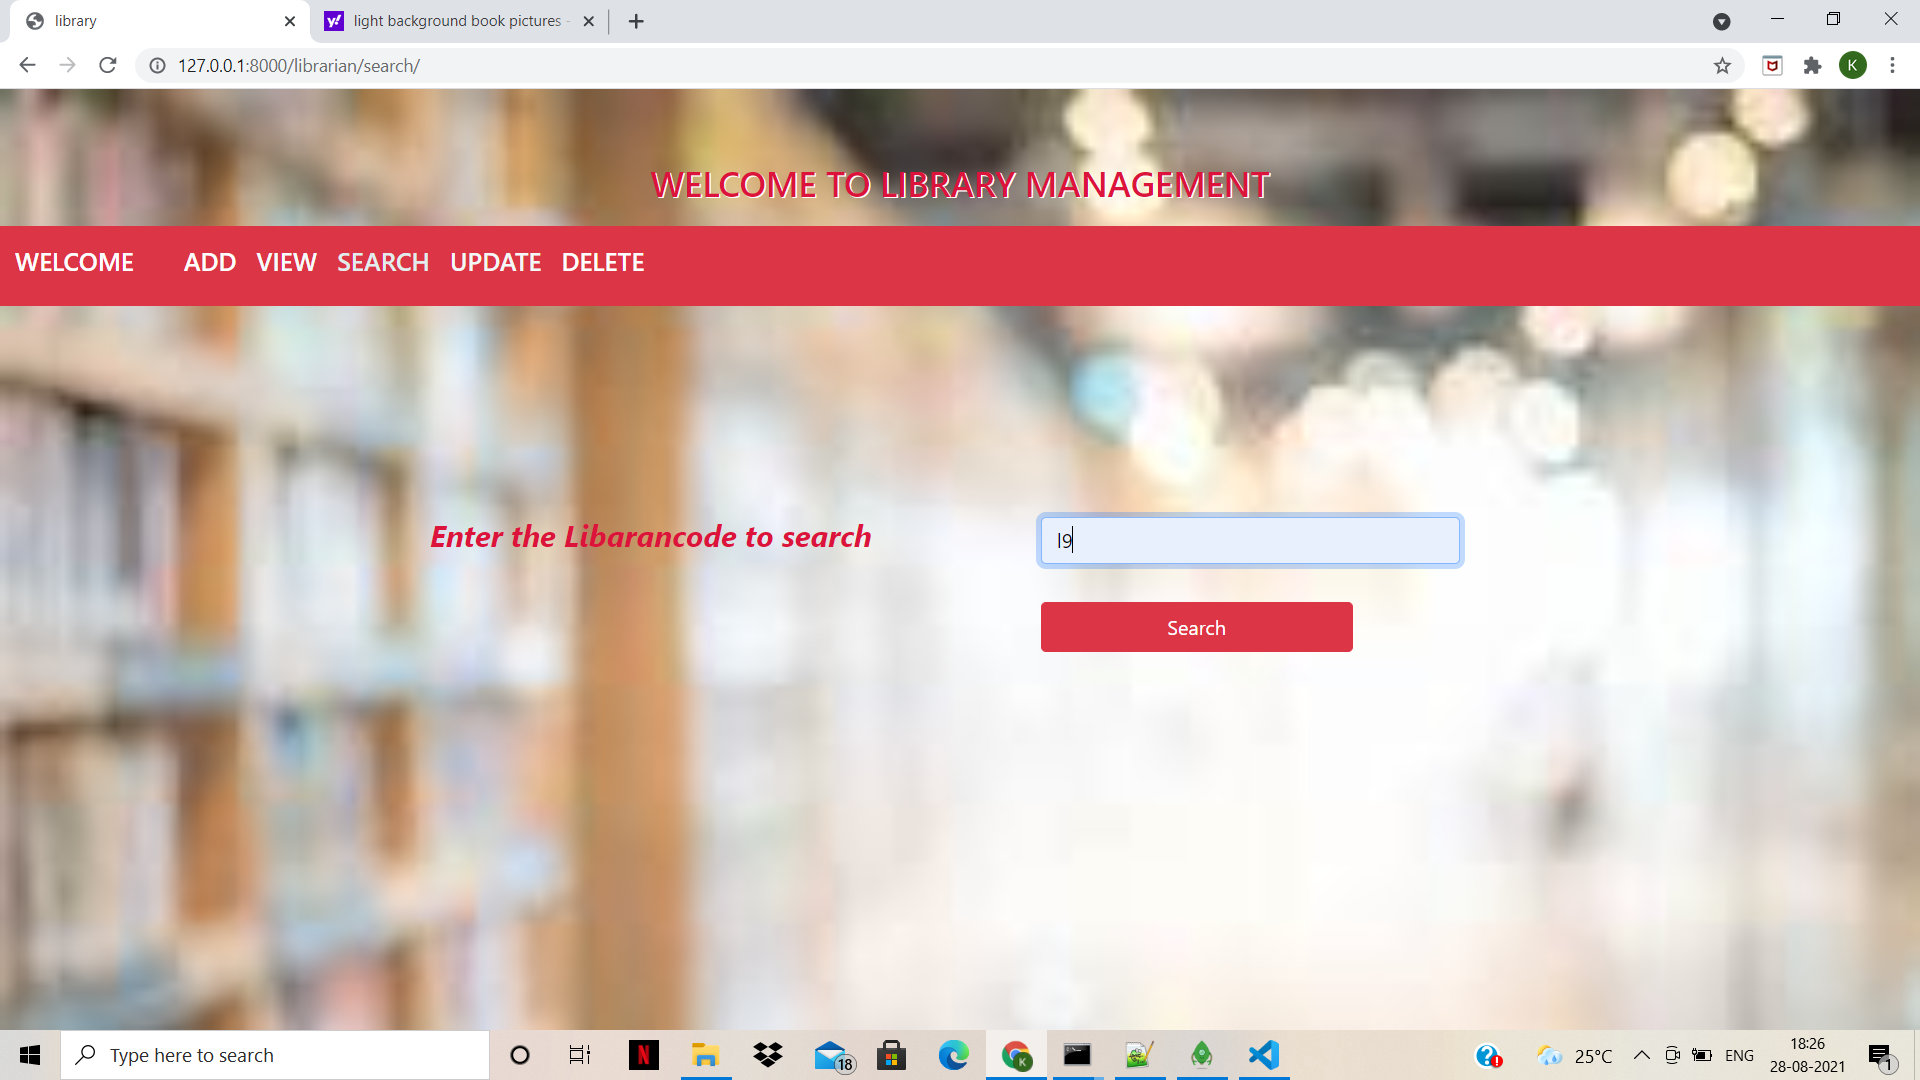 library
light background book pictures -
127.0.0.1:8000/librarian/search/
K
WELCOME TO LIBRARY MANAGEMENT
WELCOME ADD VIEW SEARCH UPDATE DELETE
Enter the Libarancode to search
l9
Search
Type here to search
N
18
K
25°C
ENG
18:26
28-08-2021
1